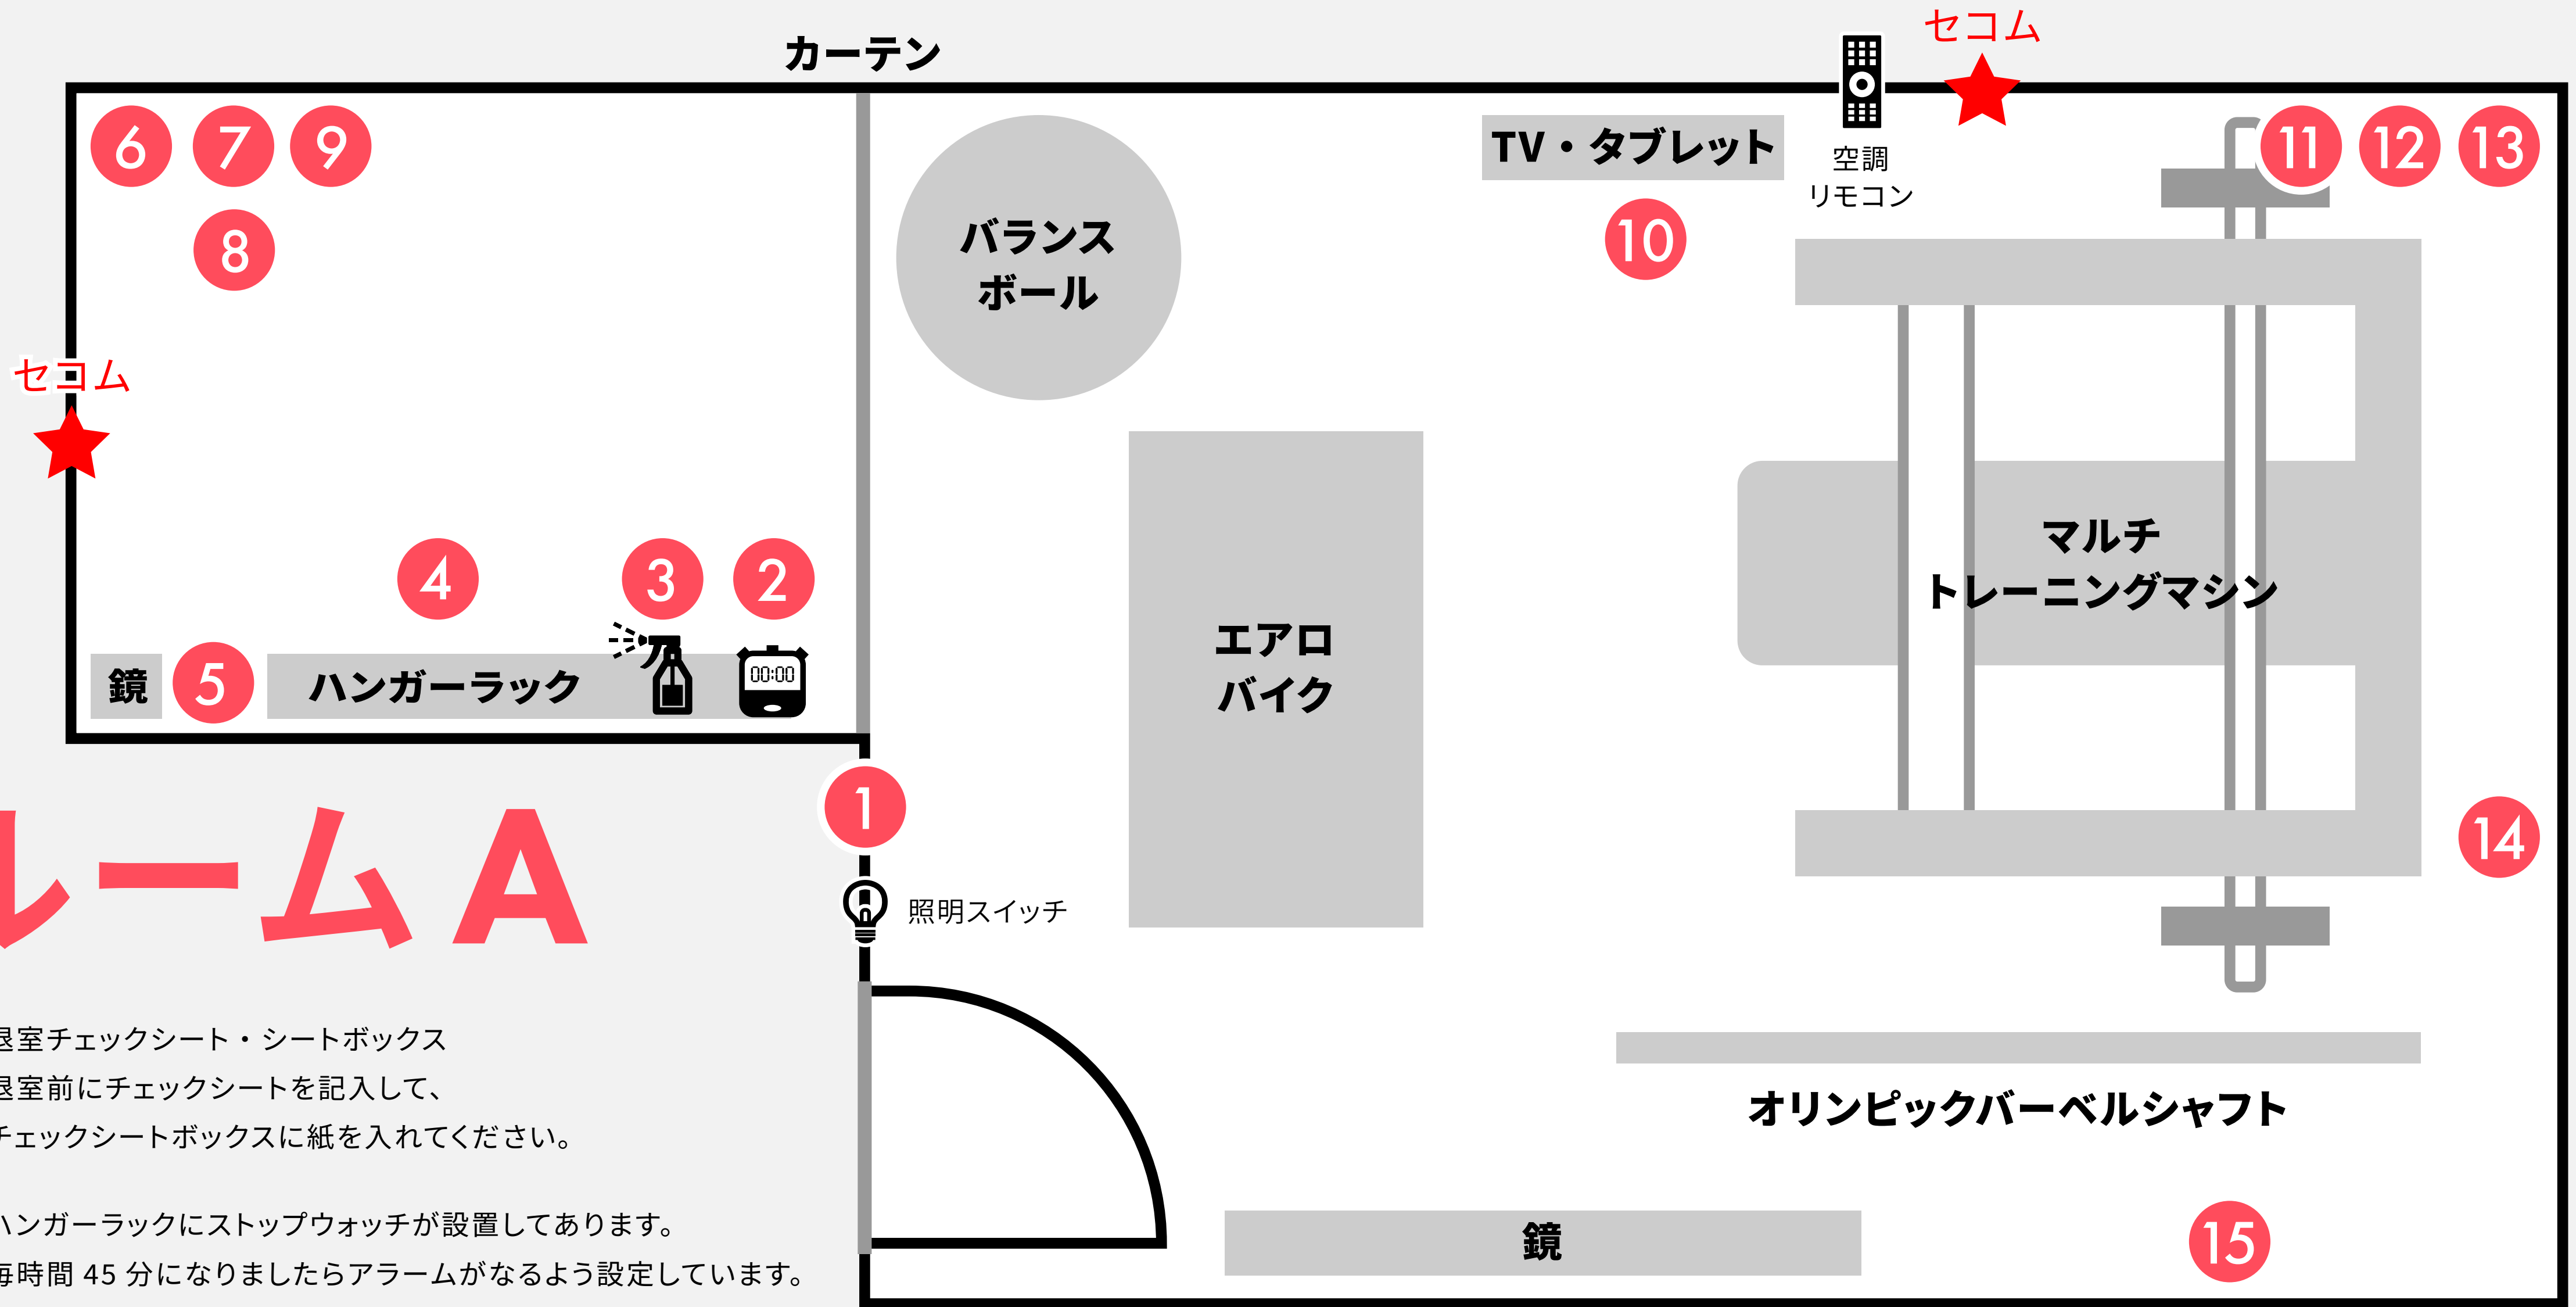 カーテン
セコム
6
7
9
8
TV・タブレット
空調
リモコン
10
11
12
13
バランス
ボール
セコム
4
3
2
鏡
5
ハンガーラック
00:00
エアロ
バイク
マルチ
トレーニングマシン
1
照明スイッチ
14
ルーム A
退室チェックシート・シートボックス
退室前にチェックシートを記入して、
チェックシートボックスに紙を入れてください。
オリンピックバーベルシャフト
ハンガーラックにストップウォッチが設置してあります。
毎時間 45 分になりましたらアラームがなるよう設定しています。
鏡
15